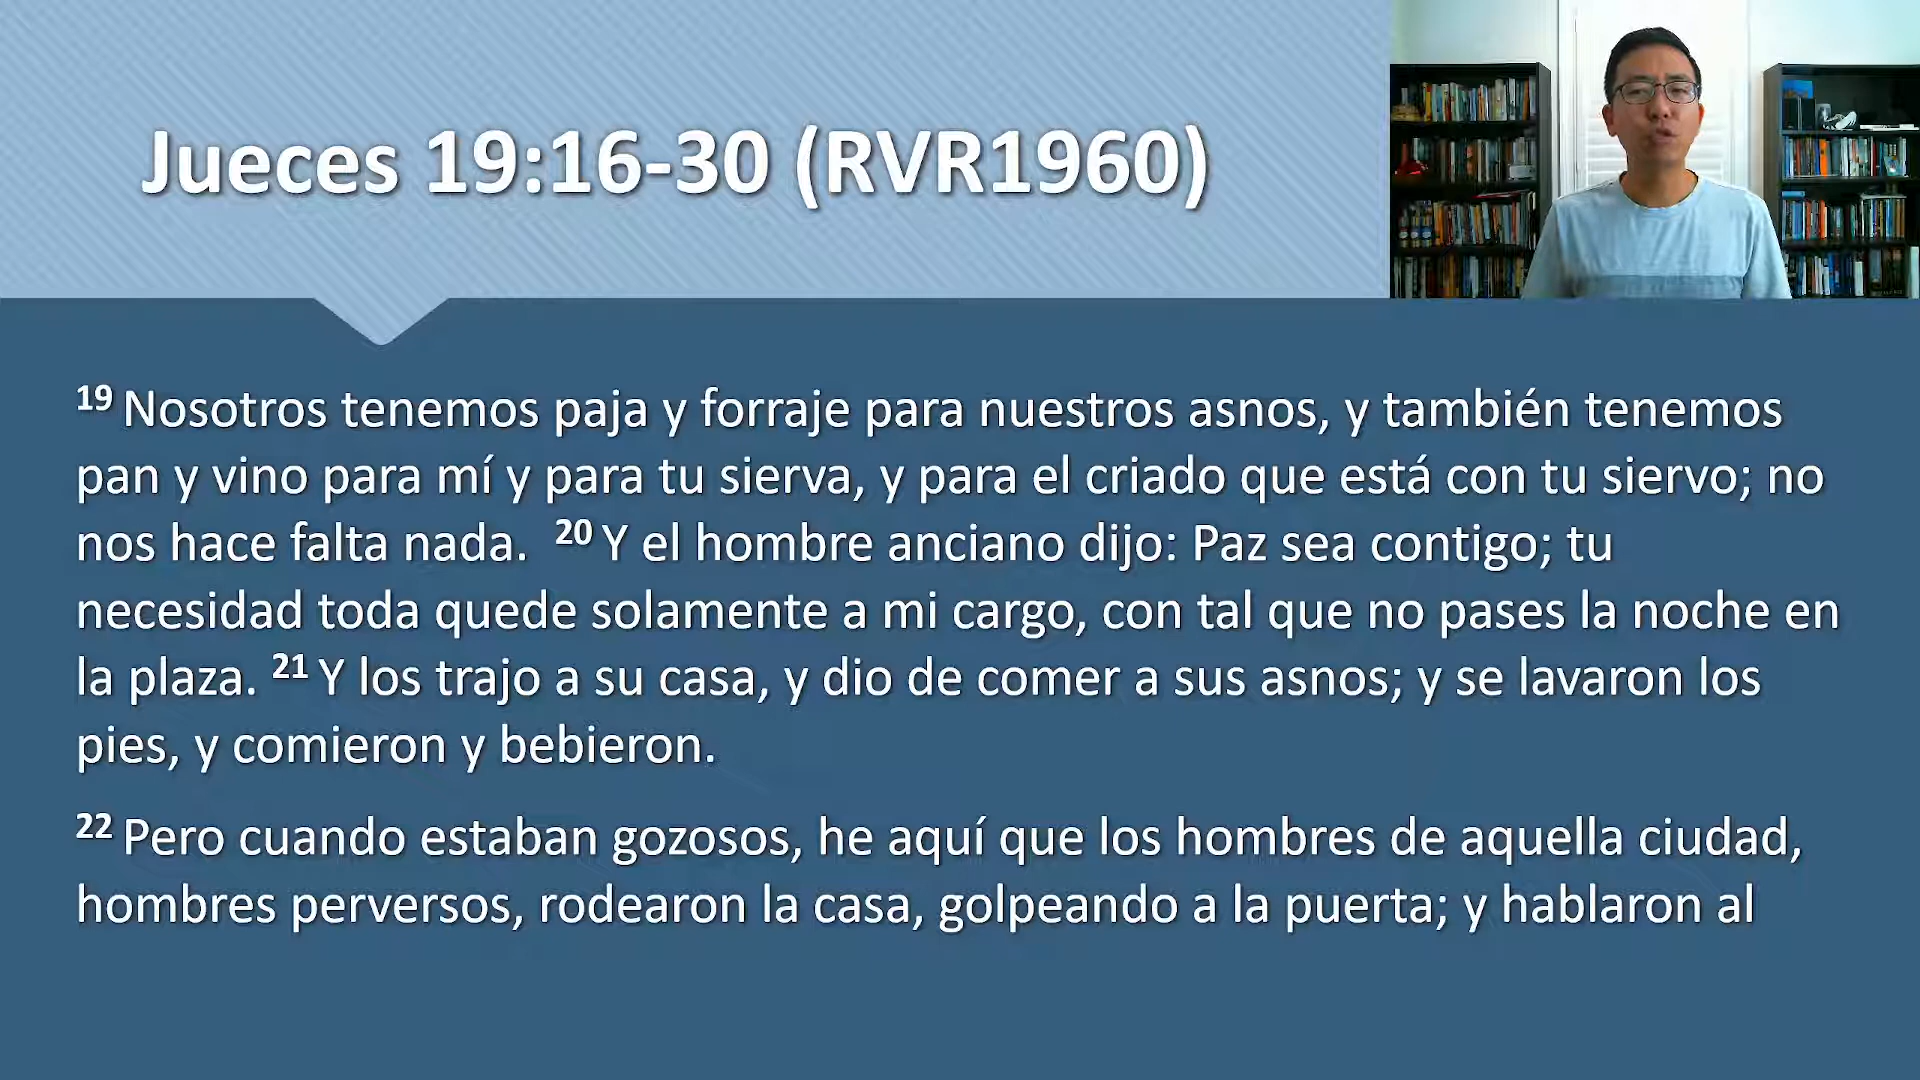 Jueces 19:16-30 (RVR1960)
19 Nosotros tenemos paja y forraje para nuestros asnos, y también tenemos
pan y vino para mí y para tu sierva, y para el criado que está con tu siervo; no
nos hace falta nada. 20 Y el hombre anciano dijo: Paz sea contigo; tu
necesidad toda quede solamente a mi cargo, con tal que no pases la noche en
la plaza. 21 Y los trajo a su casa, y dio de comer a sus asnos; y se lavaron los
pies, y comieron y bebieron.
22 Pero cuando estaban gozosos, he aquí que los hombres de aquella ciudad,
hombres perversos, rodearon la casa, golpeando a la puerta; y hablaron al